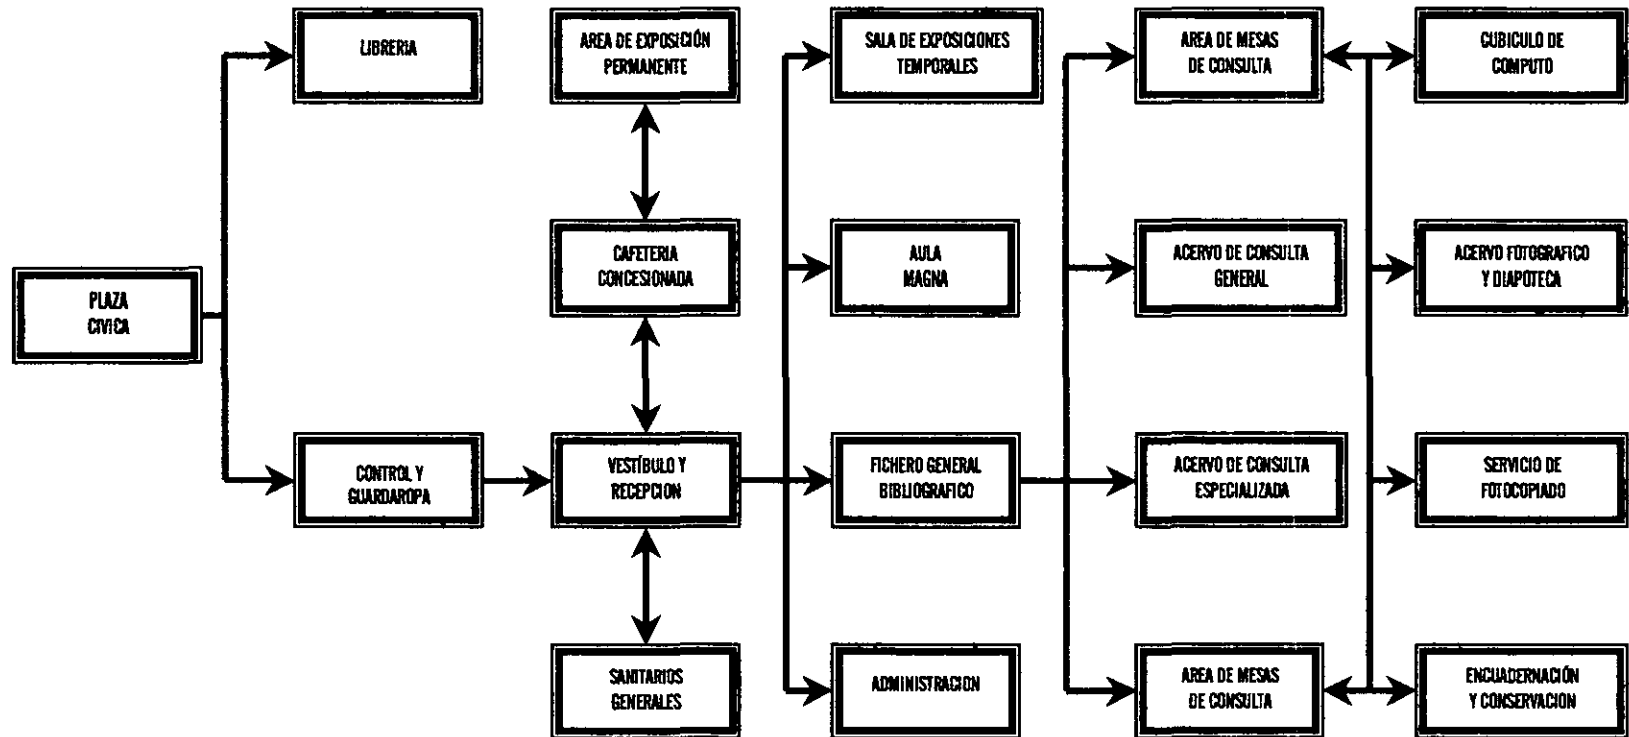 LIBRERIA
AREA DE EXPOSICIÓN
PERMANENTE
SALA DE EXPOSICIONES
TEMPORALES
AREA DE MESAS
DE CONSULTA
CUBICULO DE
COMPUTO
PLAZA
CIVICA
CAFETERIA
CONCESIONADA
AULA
MAGNA
ACERVO DE CONSULTA
GENERAL
ACERVO FOTOGRAFICO
Y DIAPOTECA
CONTROL Y
GUARDAROPA
VESTÍBULO Y
RECEPCION
FICHERO GENERAL
BIBLIOGRAFICO
ACERVO DE CONSULTA
ESPECIALIZADA
SERVICIO DE
FOTOCOPIADO
SANITARIOS
GENERALES
ADMINISTRACION
AREA DE MESAS
DE CONSULTA
ENCUADERNACIÓN
Y CONSERVACION